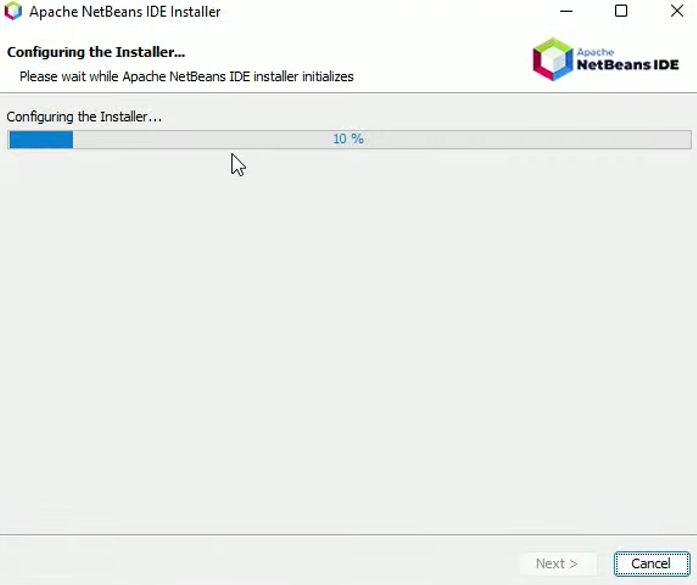 Apache NetBeans IDE Installer
Configuring the Installer...
Please wait while Apache NetBeans IDE installer initializes
Apache
NetBeans IDE
Configuring the Installer...
10 %
Next >
Cancel